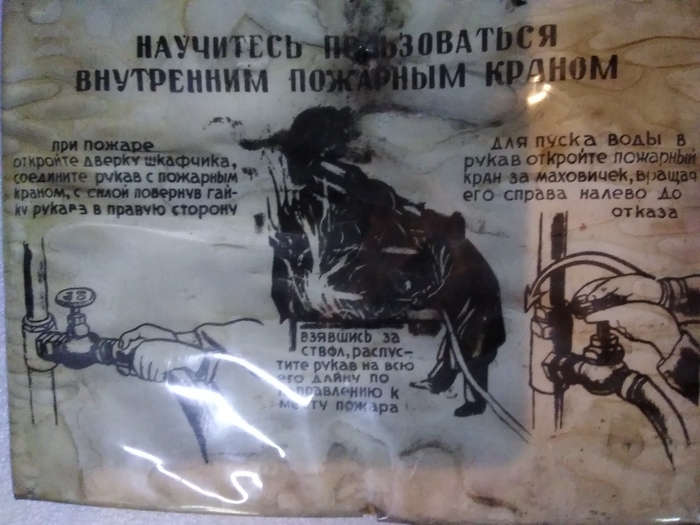 НАУЧИТЕСЬ ПОЛЬЗОВАТЬСЯ
ВНУТРЕННИМ ПОЖАРНЫМ КРАНОМ
ПРИ ПОЖАРЕ
ОТКРОЙТЕ ДВЕРКУ ШКАФЧИКА,
СОЕДИНИТЕ РУКАВ С ПОЖАРНЫМ
КРАНОМ, С СИЛОЙ ПОВЕРНУВ ГАЙ-
КУ РУКАВА В ПРАВУЮ СТОРОНУ
ВЗЯВШИСЬ ЗА
СТВОЛ, РАСПУС-
ТИТЕ РУКАВ НА ВСЮ
ЕГО ДЛИНУ ПО
НАПРАВЛЕНИЮ К
МЕСТУ ПОЖАРА
ДЛЯ ПУСКА ВОДЫ В
РУКАВ ОТКРОЙТЕ ПОЖАРНЫЙ
КРАН ЗА МАХОВИЧЕК, ВРАЩАЯ
ЕГО СПРАВА НАЛЕВО ДО
ОТКАЗА